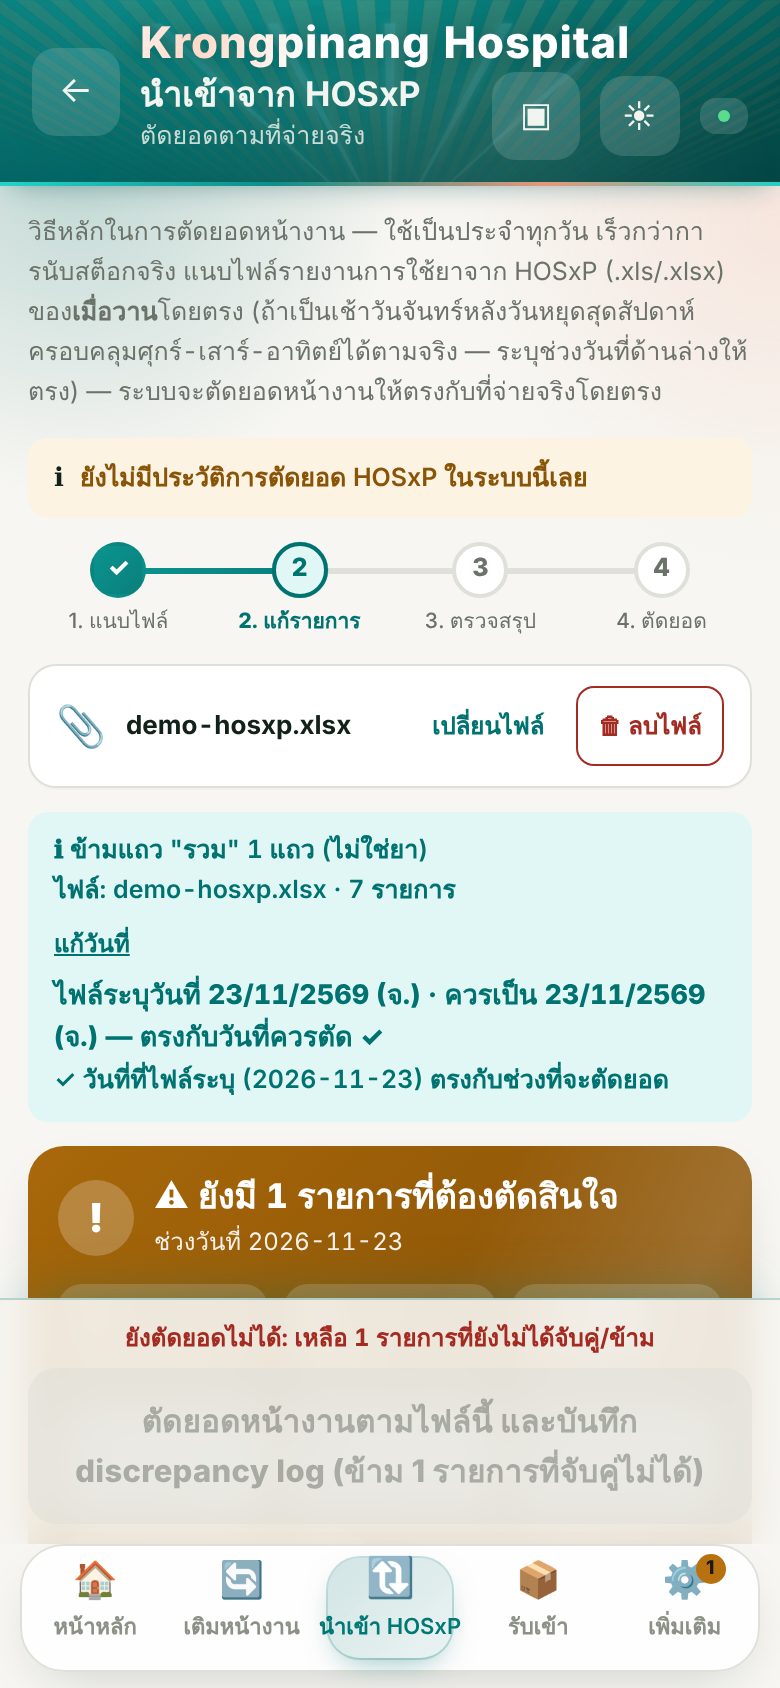 Krongpinang Hospital
นำเข้าจาก HOSxP
ตัดยอดตามที่จ่ายจริง
วิธีหลักในการตัดยอดหน้างาน — ใช้เป็นประจำทุกวัน เร็วกว่ากา
รนับสต็อกจริง แนบไฟล์รายงานการใช้ยาจาก HOSxP (.xls/.xlsx)
ของเมื่อวานโดยตรง (ถ้าเป็นเช้าวันจันทร์หลังวันหยุดสุดสัปดาห์
ครอบคลุมศุกร์-เสาร์-อาทิตย์ได้ตามจริง — ระบุช่วงวันที่ด้านล่างให้
ตรง) — ระบบจะตัดยอดหน้างานให้ตรงกับที่จ่ายจริงโดยตรง
ℹ ยังไม่มีประวัติการตัดยอด HOSxP ในระบบนี้เลย
✓ 2 3 4
1. แนบไฟล์ 2. แก้รายการ 3. ตรวจสรุป 4. ตัดยอด
demo-hosxp.xlsx เปลี่ยนไฟล์ ลบไฟล์
ℹ ข้ามแถว "รวม" 1 แถว (ไม่ใช่ยา)
ไฟล์: demo-hosxp.xlsx · 7 รายการ
แก้วันที่
ไฟล์ระบุวันที่ 23/11/2569 (จ.) · ควรเป็น 23/11/2569
(จ.) — ตรงกับวันที่ควรตัด ✓
✓ วันที่ที่ไฟล์ระบุ (2026-11-23) ตรงกับช่วงที่จะตัดยอด
! ⚠ ยังมี 1 รายการที่ต้องตัดสินใจ
ช่วงวันที่ 2026-11-23
ยังตัดยอดไม่ได้: เหลือ 1 รายการที่ยังไม่ได้จับคู่/ข้าม
ตัดยอดหน้างานตามไฟล์นี้ และบันทึก
discrepancy log (ข้าม 1 รายการที่จับคู่ไม่ได้)
1
หน้าหลัก เติมหน้างาน นำเข้า HOSxP รับเข้า เพิ่มเติม